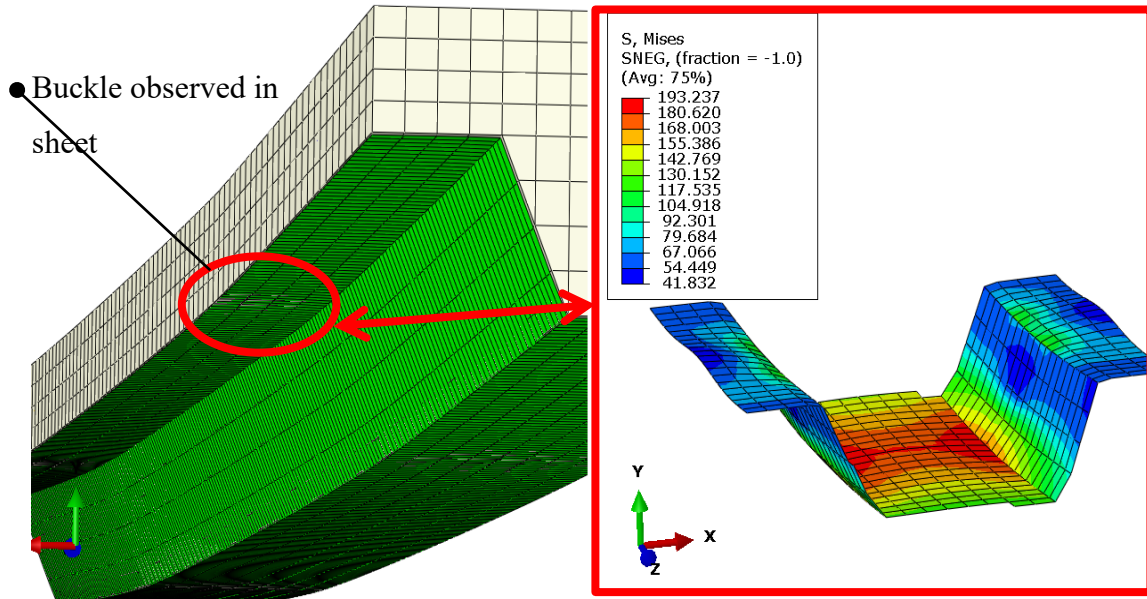 Buckle observed in
sheet
S, Mises
SNEG, (fraction = -1.0)
(Avg: 75%)
193.237
180.620
168.003
155.386
142.769
130.152
117.535
104.918
92.301
79.684
67.066
54.449
41.832
Y
X
Z